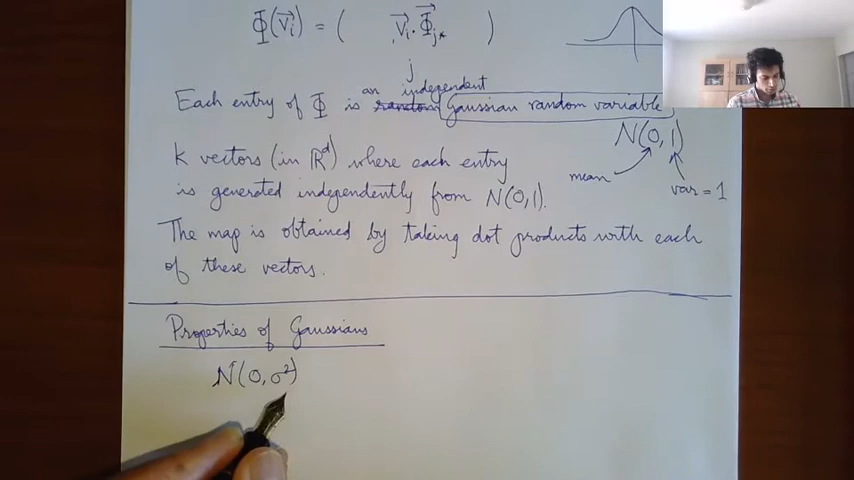 Φ(v⃗i) = (   v⃗i · Φ⃗j*   )
j
an independent
Each entry of Φ is random Gaussian random variable
N(0, 1)
k vectors (in ℝᵈ) where each entry
mean
var = 1
is generated independently from N(0,1).
The map is obtained by taking dot products with each
of these vectors.
Properties of Gaussians
N(0, σ²)